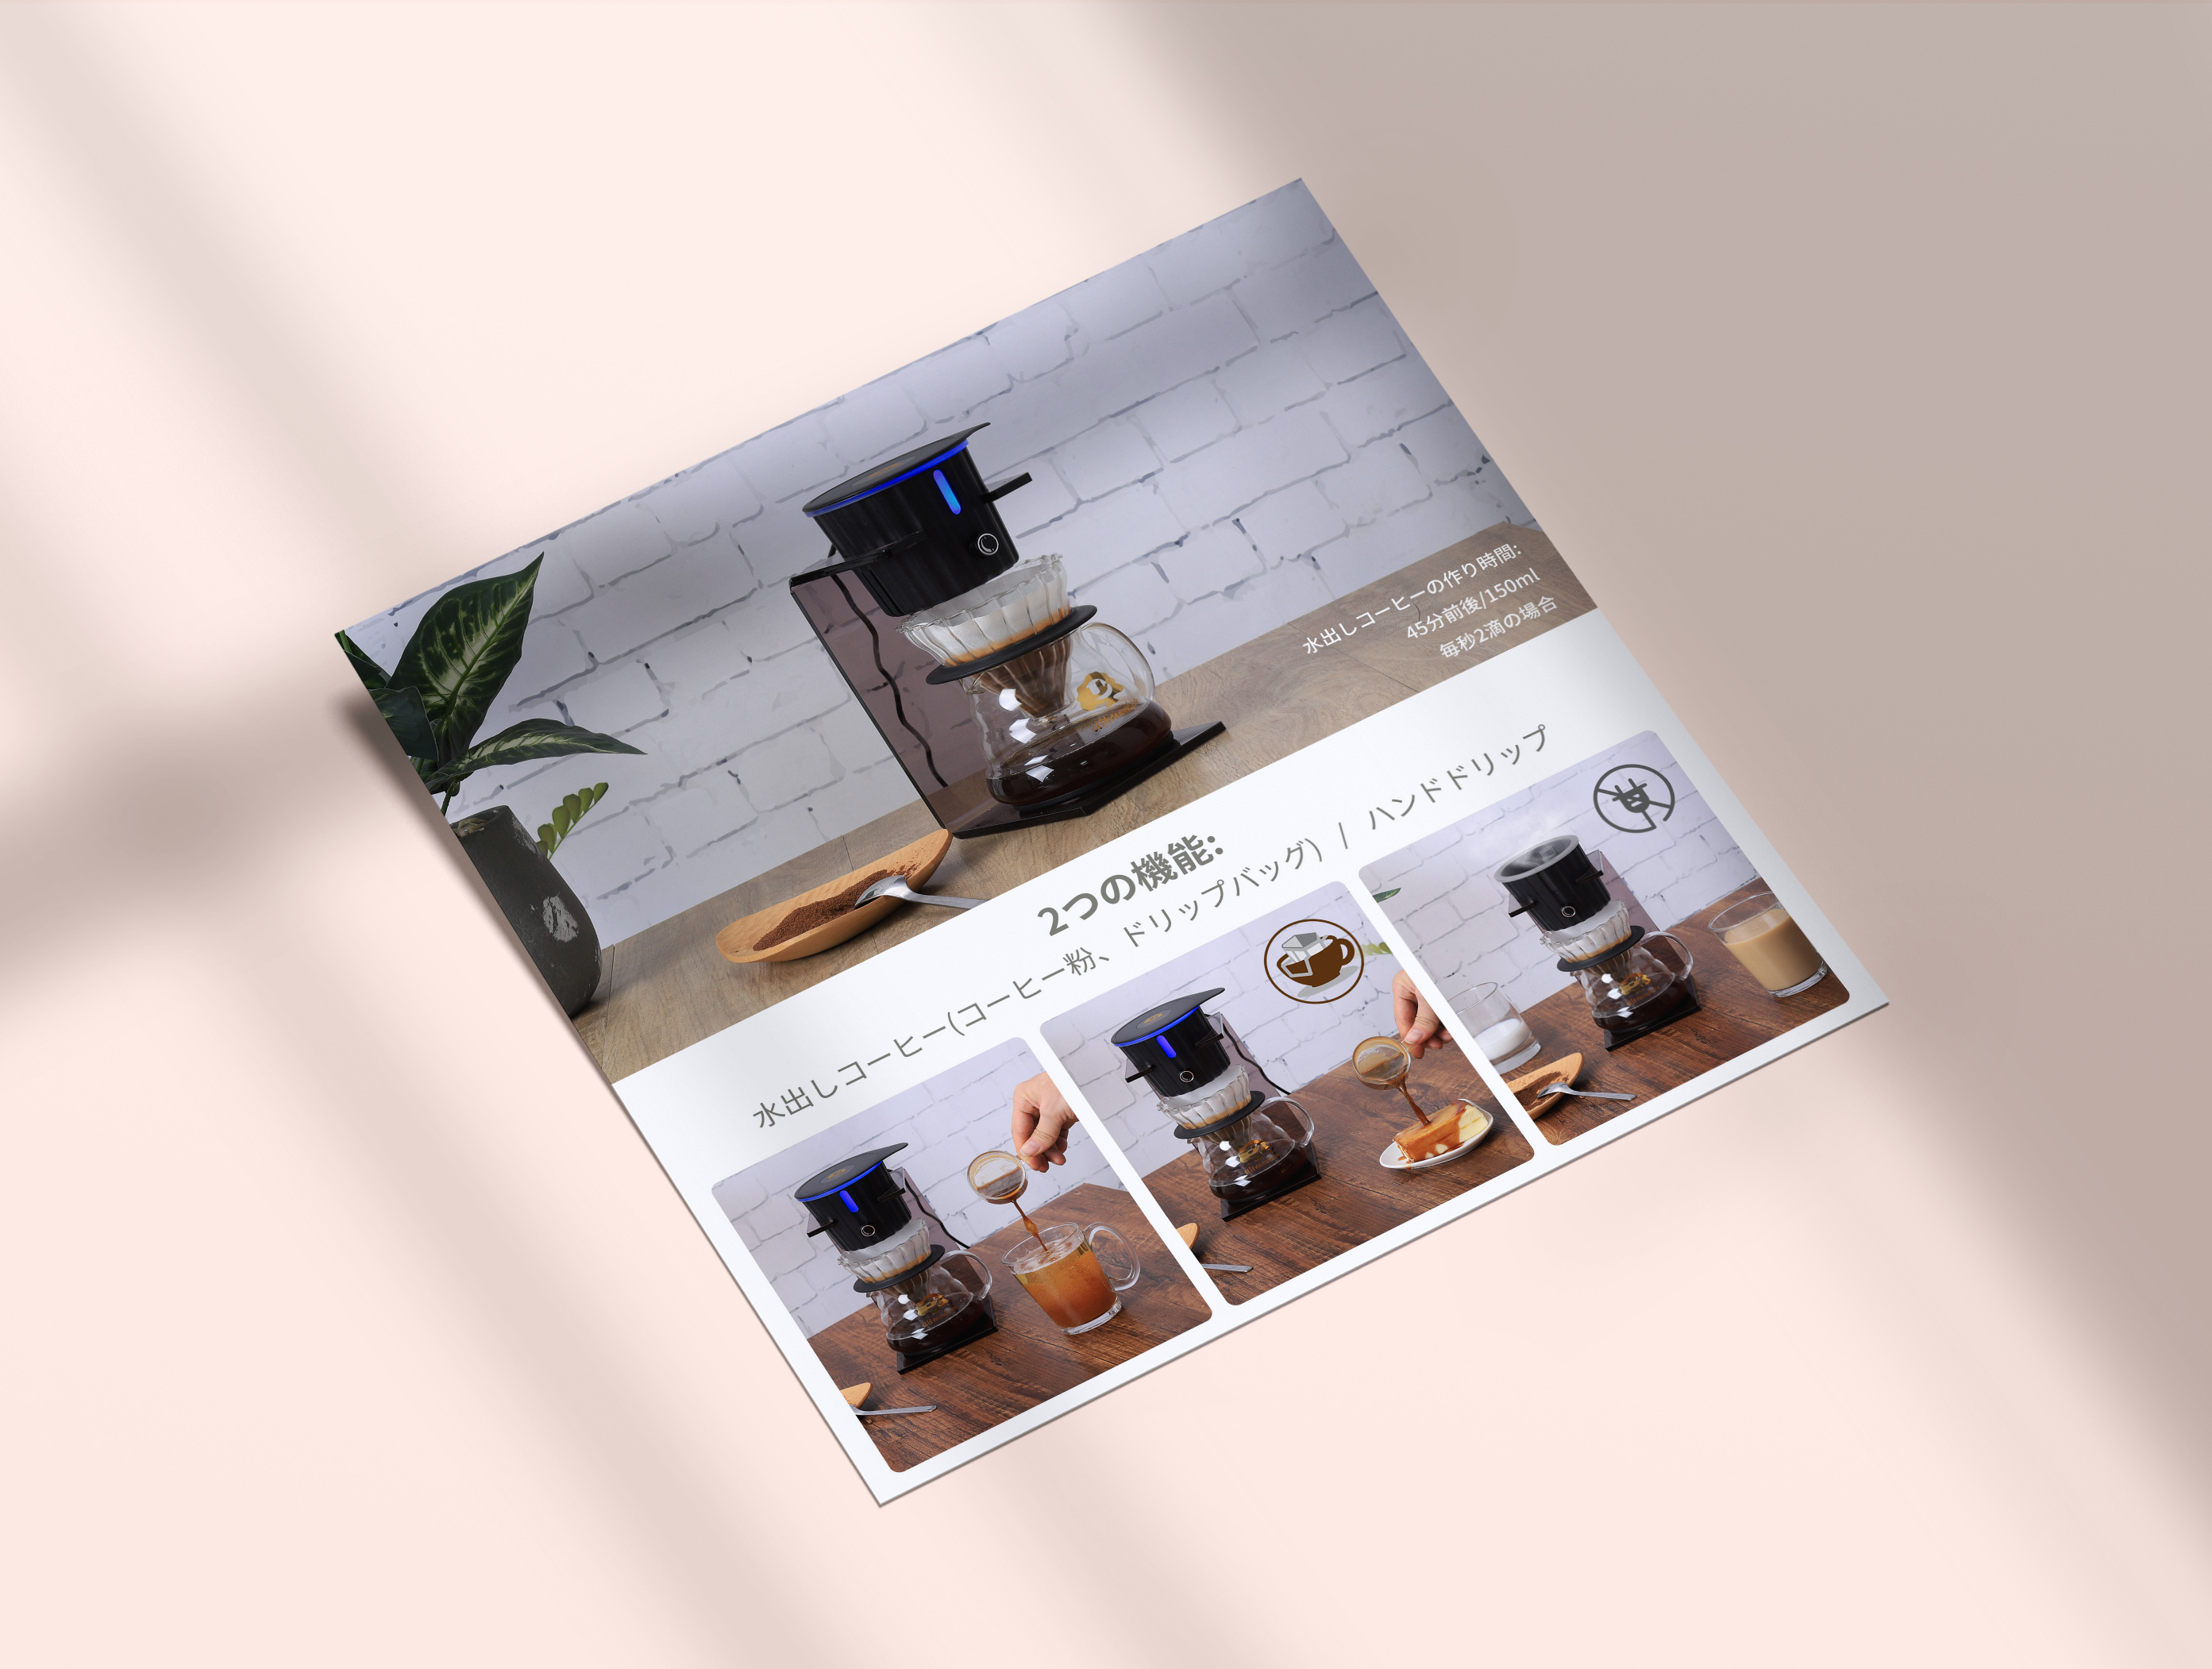 水出しコーヒーの作り時間:
45分前後/150ml
毎秒2滴の場合
2つの機能:
水出しコーヒー(コーヒー粉、ドリップバッグ) / ハンドドリップ